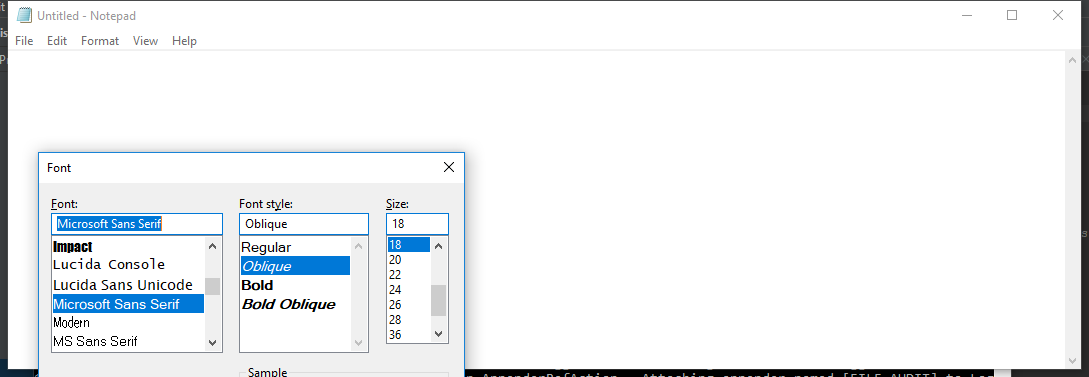 Untitled - Notepad
File Edit Format View Help
Font
Font: Font style: Size:
Microsoft Sans Serif Oblique 18
Impact Regular 18
Lucida Console Oblique 20
Lucida Sans Unicode Bold 22
Microsoft Sans Serif Bold Oblique 24
Modern 26
MS Sans Serif 28
36
Sample
Attaching appender named [FILE_AUDIT] to